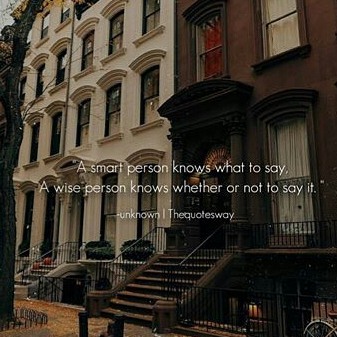 "A smart person knows what to say.
A wise person knows whether or not to say it."
-unknown | Thequotesway